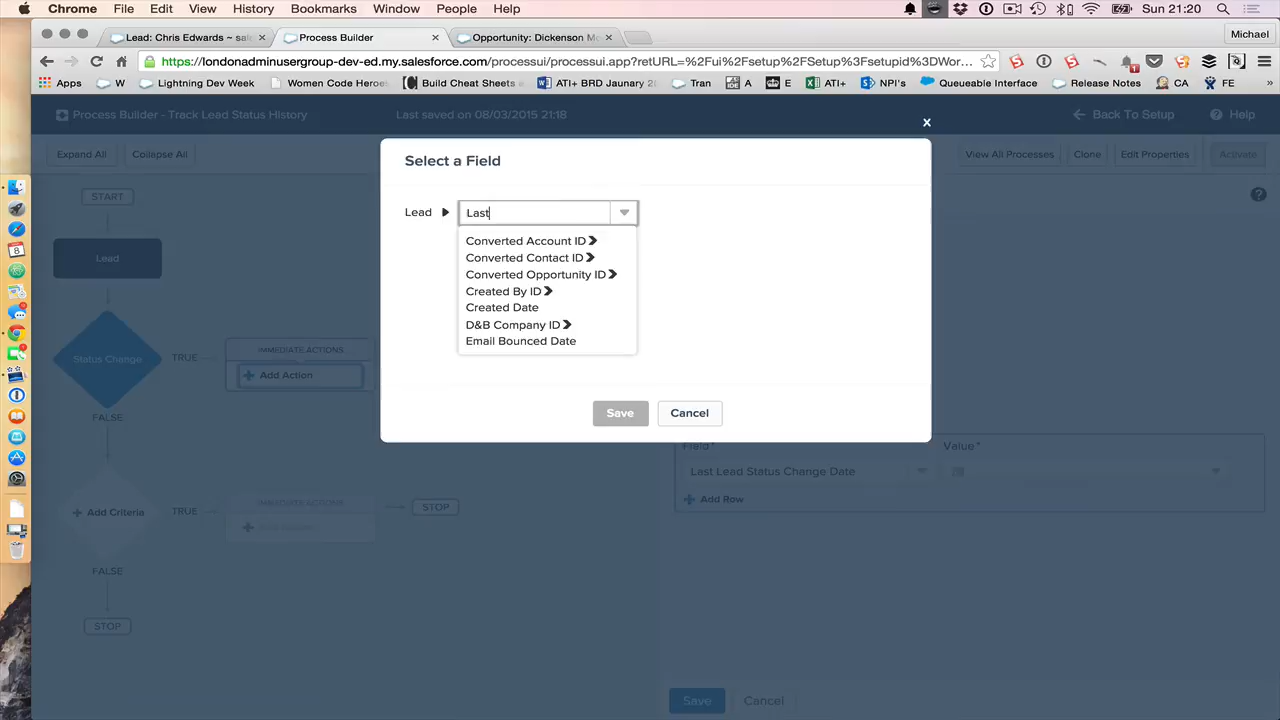 Chrome File Edit View History Bookmarks Window People Help Sun 21:20
Lead: Chris Edwards ~ sale × Process Builder × Opportunity: Dickenson Mo × Michael
https://londonadminusergroup-dev-ed.my.salesforce.com/processui/processui.app?retURL=%2Fui%2Fsetup%2FSetup%3Fsetupid%3DWor...
Apps W Lightning Dev Week Women Code Heroes Build Cheat Sheets a ATI+ BRD Jaunary 20 Tran A E ATI+ NPI's Queueable Interface Release Notes CA FE »
Process Builder - Track Lead Status History Last saved on 08/03/2015 21:18 Back To Setup Help
x
Expand All Collapse All View All Processes Clone Edit Properties Activate
Select a Field
START
Lead Last
Lead
Converted Account ID
Converted Contact ID
Converted Opportunity ID
Created By ID
Created Date
D&B Company ID
Email Bounced Date
Status Change TRUE IMMEDIATE ACTIONS
Add Action
FALSE
Save Cancel
Field * Value *
Last Lead Status Change Date
Add Row
Add Criteria TRUE IMMEDIATE ACTIONS STOP
FALSE
STOP
Save Cancel